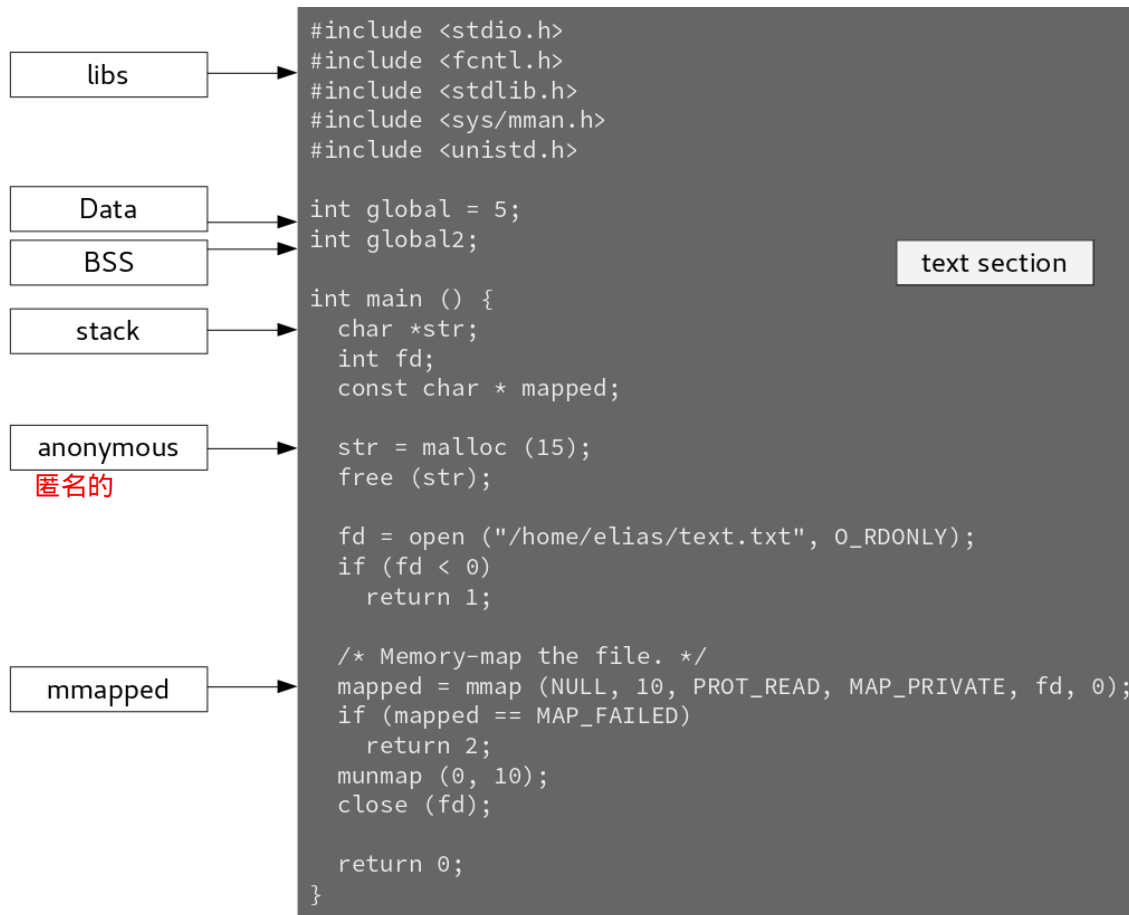 libs
Data
BSS
stack
anonymous
匿名的
mmapped
#include <stdio.h>
#include <fcntl.h>
#include <stdlib.h>
#include <sys/mman.h>
#include <unistd.h>
int global = 5;
int global2;
text section
int main () {
  char *str;
  int fd;
  const char * mapped;
  str = malloc (15);
  free (str);
  fd = open ("/home/elias/text.txt", O_RDONLY);
  if (fd < 0)
    return 1;
  /* Memory-map the file. */
  mapped = mmap (NULL, 10, PROT_READ, MAP_PRIVATE, fd, 0);
  if (mapped == MAP_FAILED)
    return 2;
  munmap (0, 10);
  close (fd);
  return 0;
}